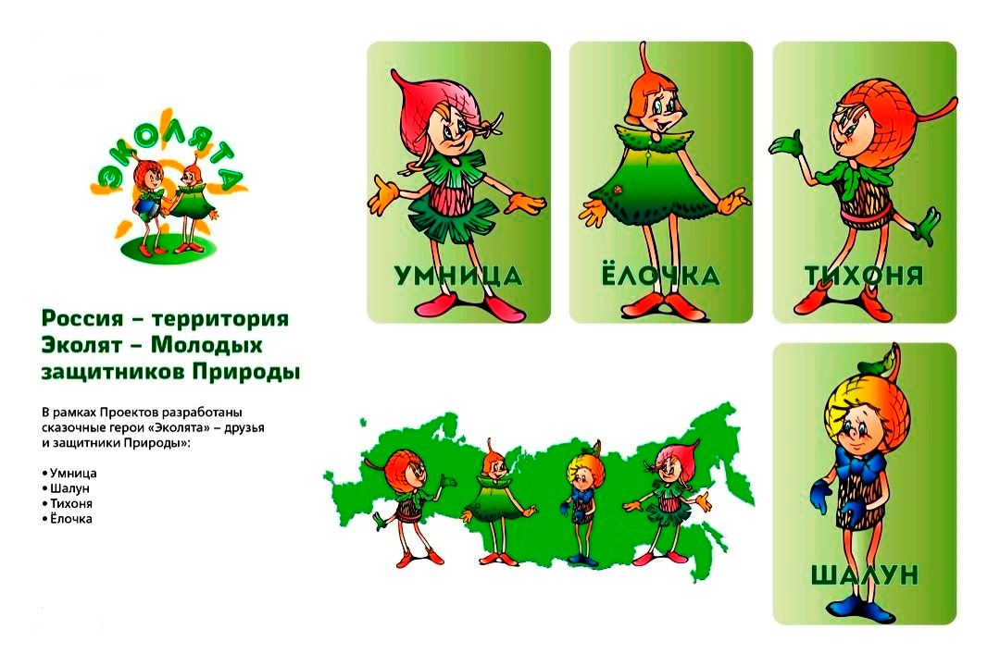 ЭКОЛЯТА
Россия – территория
Эколят – Молодых
защитников Природы
В рамках Проектов разработаны
сказочные герои «Эколята» – друзья
и защитники Природы»:
• Умница
• Шалун
• Тихоня
• Ёлочка
УМНИЦА
ЁЛОЧКА
ТИХОНЯ
ШАЛУН